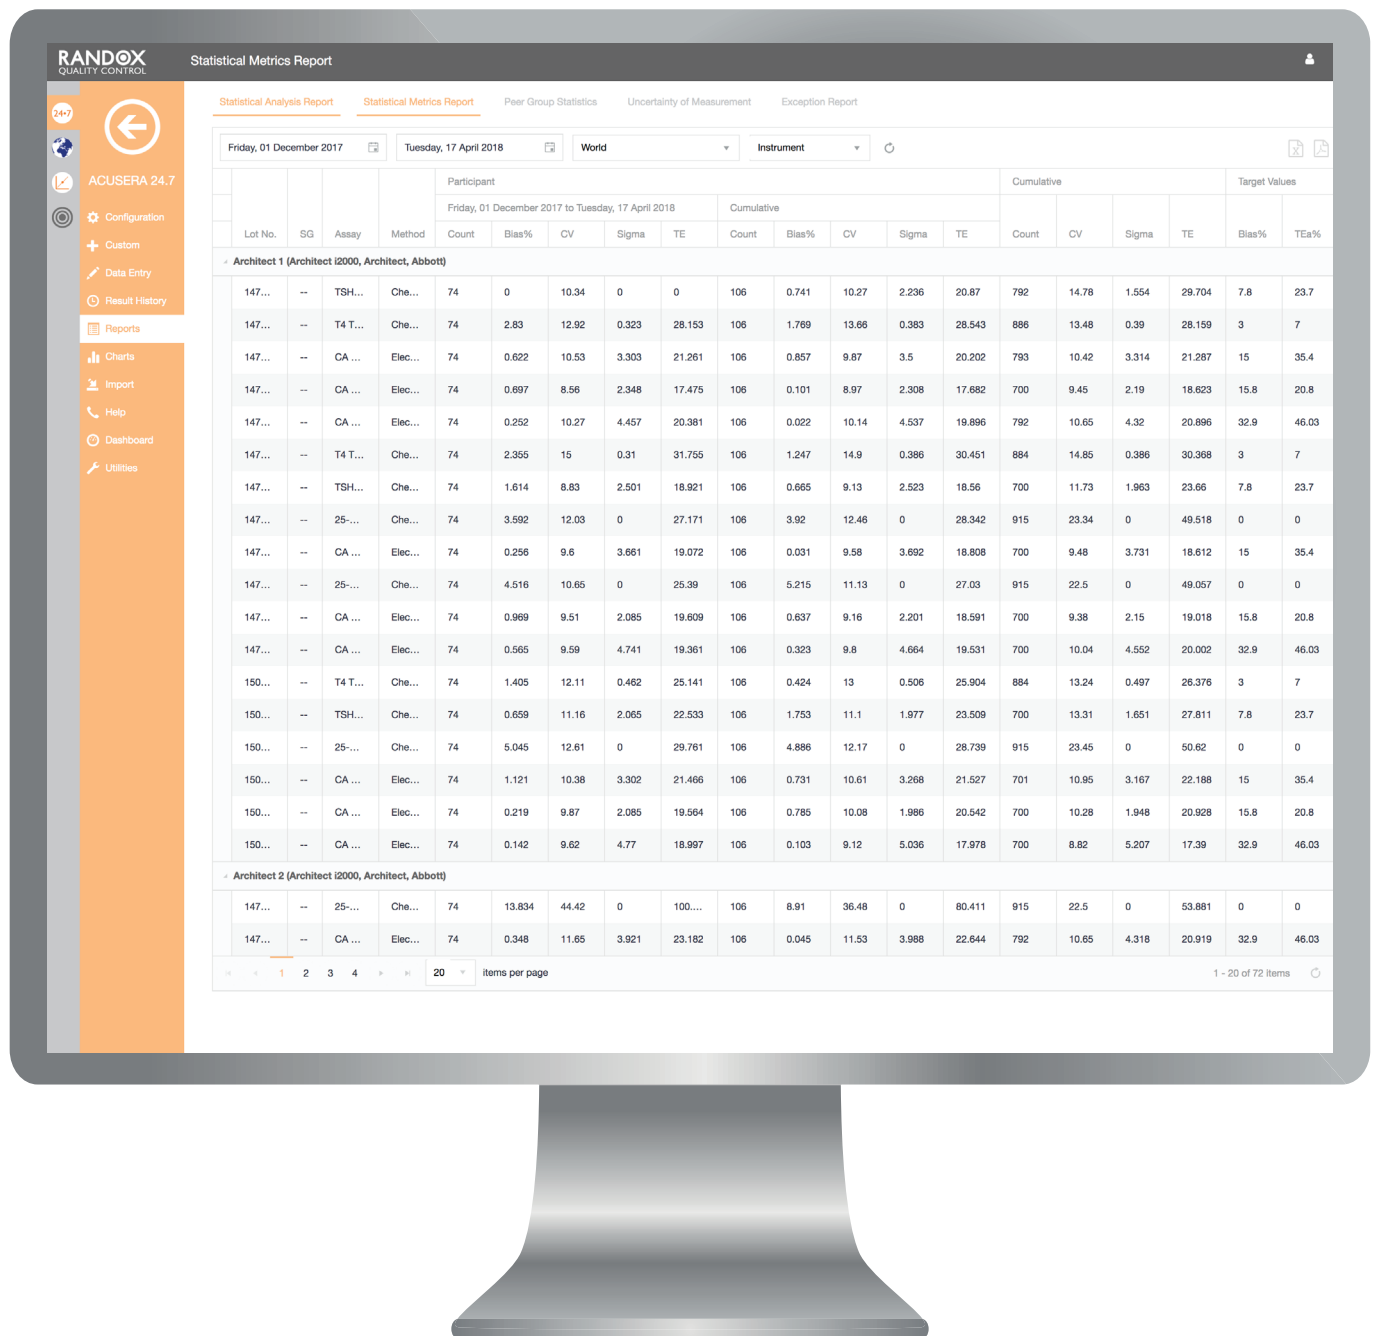 RANDOX
QUALITY CONTROL
Statistical Metrics Report
24•7
ACUSERA 24.7
Configuration
Custom
Data Entry
Result History
Reports
Charts
Import
Help
Dashboard
Utilities
Statistical Analysis Report Statistical Metrics Report Peer Group Statistics Uncertainty of Measurement Exception Report
Friday, 01 December 2017 Tuesday, 17 April 2018 World Instrument
Participant Cumulative Target Values
Friday, 01 December 2017 to Tuesday, 17 April 2018 Cumulative
Lot No. SG Assay Method Count Bias% CV Sigma TE Count Bias% CV Sigma TE Count CV Sigma TE Bias% TEa%
Architect 1 (Architect i2000, Architect, Abbott)
147... -- TSH... Che... 74 0 10.34 0 0 106 0.741 10.27 2.236 20.87 792 14.78 1.554 29.704 7.8 23.7
147... -- T4 T... Che... 74 2.83 12.92 0.323 28.153 106 1.769 13.66 0.383 28.543 886 13.48 0.39 28.159 3 7
147... -- CA ... Elec... 74 0.622 10.53 3.303 21.261 106 0.857 9.87 3.5 20.202 793 10.42 3.314 21.287 15 35.4
147... -- CA ... Elec... 74 0.697 8.56 2.348 17.475 106 0.101 8.97 2.308 17.682 700 9.45 2.19 18.623 15.8 20.8
147... -- CA ... Elec... 74 0.252 10.27 4.457 20.381 106 0.022 10.14 4.537 19.896 792 10.65 4.32 20.896 32.9 46.03
147... -- T4 T... Che... 74 2.355 15 0.31 31.755 106 1.247 14.9 0.386 30.451 884 14.85 0.386 30.368 3 7
147... -- TSH... Che... 74 1.614 8.83 2.501 18.921 106 0.665 9.13 2.523 18.56 700 11.73 1.963 23.66 7.8 23.7
147... -- 25-... Che... 74 3.592 12.03 0 27.171 106 3.92 12.46 0 28.342 915 23.34 0 49.518 0 0
147... -- CA ... Elec... 74 0.256 9.6 3.661 19.072 106 0.031 9.58 3.692 18.808 700 9.48 3.731 18.612 15 35.4
147... -- 25-... Che... 74 4.516 10.65 0 25.39 106 5.215 11.13 0 27.03 915 22.5 0 49.057 0 0
147... -- CA ... Elec... 74 0.969 9.51 2.085 19.609 106 0.637 9.16 2.201 18.591 700 9.38 2.15 19.018 15.8 20.8
147... -- CA ... Elec... 74 0.565 9.59 4.741 19.361 106 0.323 9.8 4.664 19.531 700 10.04 4.552 20.002 32.9 46.03
150... -- T4 T... Che... 74 1.405 12.11 0.462 25.141 106 0.424 13 0.506 25.904 884 13.24 0.497 26.376 3 7
150... -- TSH... Che... 74 0.659 11.16 2.065 22.533 106 1.753 11.1 1.977 23.509 700 13.31 1.651 27.811 7.8 23.7
150... -- 25-... Che... 74 5.045 12.61 0 29.761 106 4.886 12.17 0 28.739 915 23.45 0 50.62 0 0
150... -- CA ... Elec... 74 1.121 10.38 3.302 21.466 106 0.731 10.61 3.268 21.527 701 10.95 3.167 22.188 15 35.4
150... -- CA ... Elec... 74 0.219 9.87 2.085 19.564 106 0.785 10.08 1.986 20.542 700 10.28 1.948 20.928 15.8 20.8
150... -- CA ... Elec... 74 0.142 9.62 4.77 18.997 106 0.103 9.12 5.036 17.978 700 8.82 5.207 17.39 32.9 46.03
Architect 2 (Architect i2000, Architect, Abbott)
147... -- 25-... Che... 74 13.834 44.42 0 100.... 106 8.91 36.48 0 80.411 915 22.5 0 53.881 0 0
147... -- CA ... Elec... 74 0.348 11.65 3.921 23.182 106 0.045 11.53 3.988 22.644 792 10.65 4.318 20.919 32.9 46.03
1 2 3 4 20 items per page 1 - 20 of 72 items